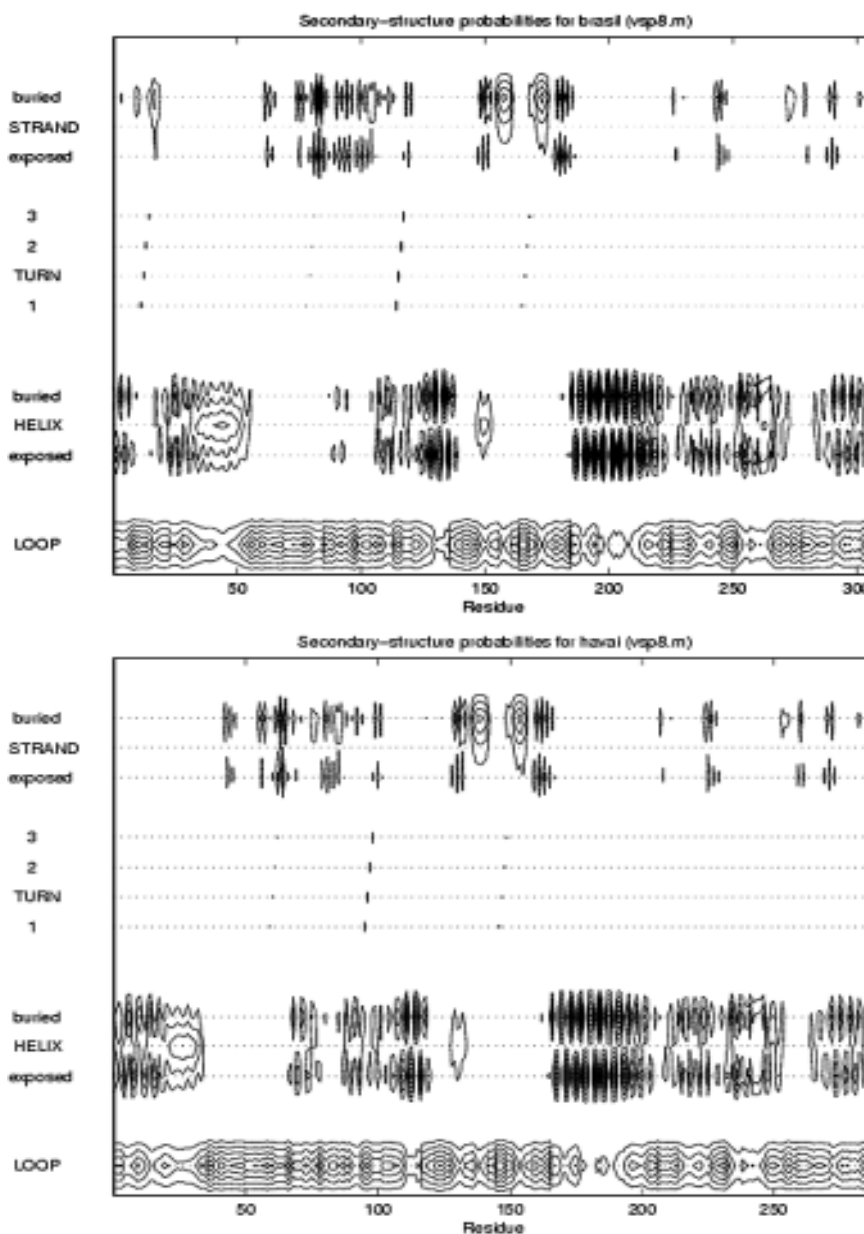 Secondary-structure probabilities for brasil (vsp8.m)
buried
STRAND
exposed
3
2
TURN
1
buried
HELIX
exposed
LOOP
50 100 150 200 250 300
Residue
Secondary-structure probabilities for havai (vsp8.m)
buried
STRAND
exposed
3
2
TURN
1
buried
HELIX
exposed
LOOP
50 100 150 200 250
Residue